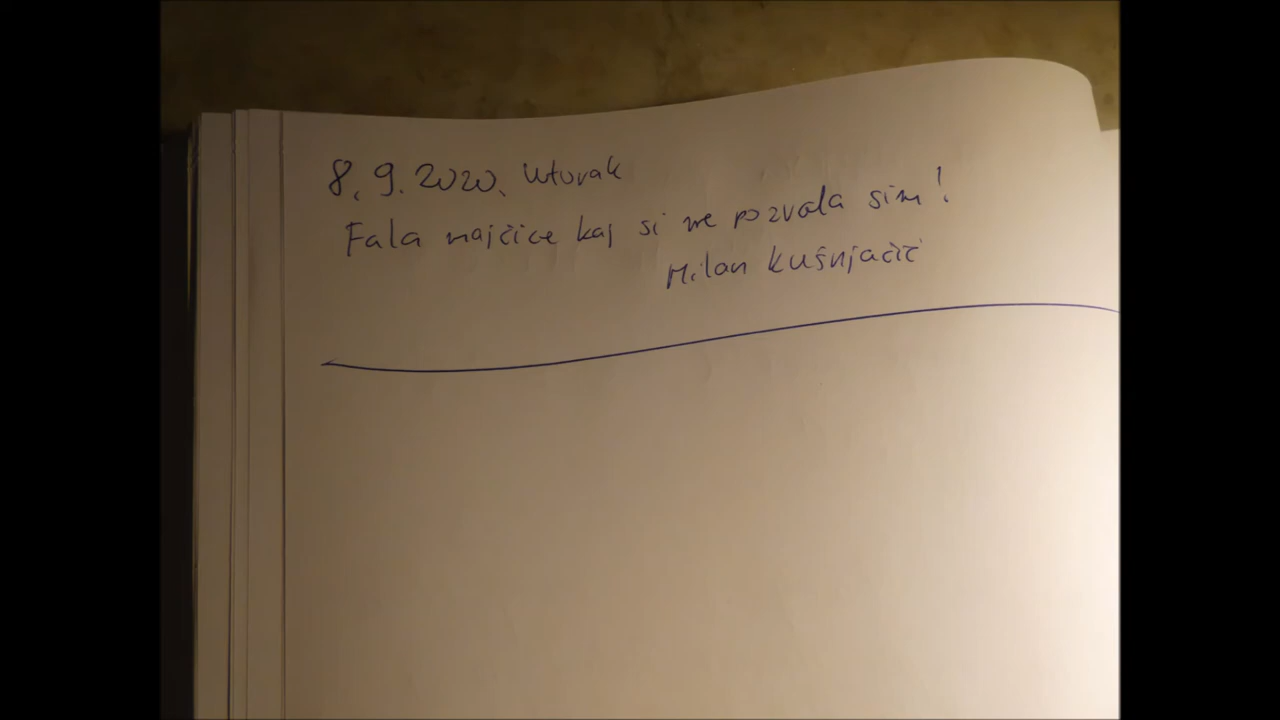 8. 9. 2020. Utorak
Fala majčice kaj si me pozvala sim!
Milan Kušnjačić